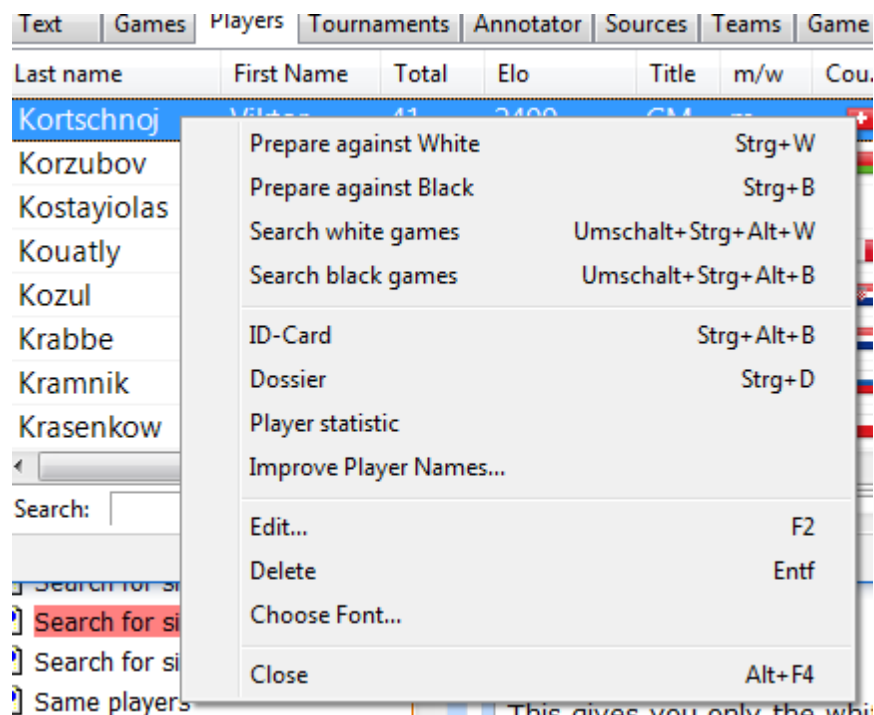 Text Games Players Tournaments Annotator Sources Teams Game
Last name First Name Total Elo Title m/w Cou.
Kortschnoj
Prepare against White Strg+W
Korzubov
Prepare against Black Strg+B
Kostayiolas
Search white games Umschalt+Strg+Alt+W
Kouatly
Search black games Umschalt+Strg+Alt+B
Kozul
ID-Card Strg+Alt+B
Krabbe
Dossier Strg+D
Kramnik
Player statistic
Krasenkow
Improve Player Names...
Search:
Edit... F2
Delete Entf
Search for si
Choose Font...
Search for si
Close Alt+F4
Same players
This gives you only the whi